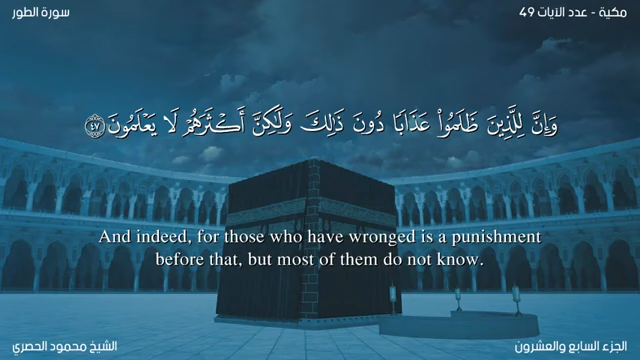 مكية - عدد الآيات 49
سورة الطور
وَإِنَّ لِلَّذِينَ ظَلَمُوا۟ عَذَابًا دُونَ ذَٰلِكَ وَلَٰكِنَّ أَكْثَرَهُمْ لَا يَعْلَمُونَ ٤٧
And indeed, for those who have wronged is a punishment
before that, but most of them do not know.
الجزء السابع والعشرون
الشيخ محمود الحصري